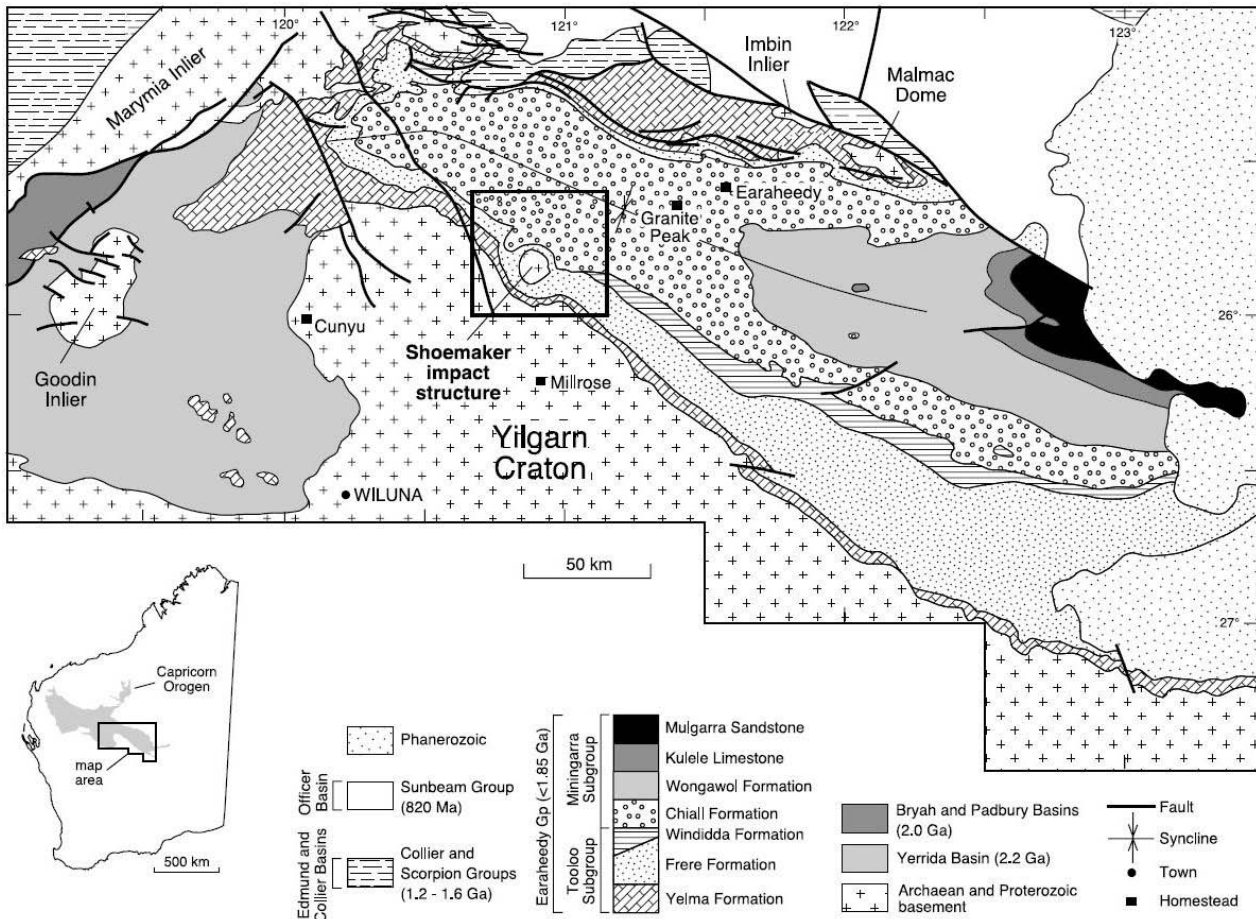 120°
121°
122°
123°
Marymia Inlier
Imbin
Inlier
Malmac
Dome
Earaheedy
Granite
Peak
26°
Cunyu
Goodin
Inlier
Shoemaker
impact
structure
Millrose
Yilgarn
Craton
WILUNA
50 km
27°
Capricorn
Orogen
map
area
500 km
Phanerozoic
Officer
Basin
Sunbeam Group
(820 Ma)
Edmund and
Collier Basins
Collier and
Scorpion Groups
(1.2 - 1.6 Ga)
Earaheedy Gp (<1.85 Ga)
Miningarra
Subgroup
Tooloo
Subgroup
Mulgarra Sandstone
Kulele Limestone
Wongawol Formation
Chiall Formation
Windidda Formation
Frere Formation
Yelma Formation
Bryah and Padbury Basins
(2.0 Ga)
Yerrida Basin (2.2 Ga)
Archaean and Proterozoic
basement
Fault
Syncline
Town
Homestead